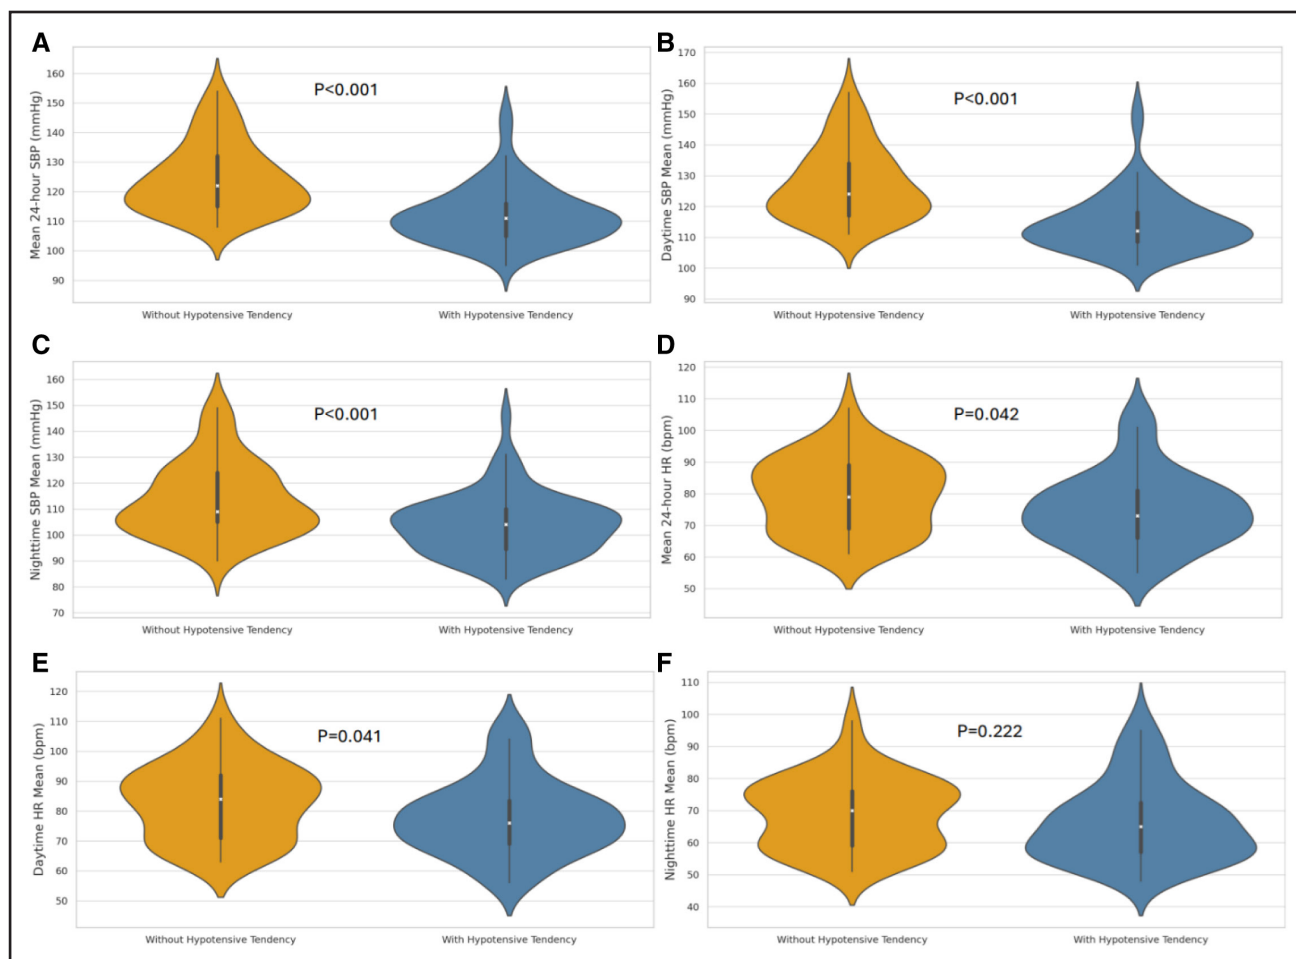 A
Mean 24-hour SBP (mmHg)
160
150
140
130
120
110
100
90
P<0.001
Without Hypotensive Tendency
With Hypotensive Tendency
B
Daytime SBP Mean (mmHg)
170
160
150
140
130
120
110
100
90
P<0.001
Without Hypotensive Tendency
With Hypotensive Tendency
C
Nighttime SBP Mean (mmHg)
160
150
140
130
120
110
100
90
80
70
P<0.001
Without Hypotensive Tendency
With Hypotensive Tendency
D
Mean 24-hour HR (bpm)
120
110
100
90
80
70
60
50
P=0.042
Without Hypotensive Tendency
With Hypotensive Tendency
E
Daytime HR Mean (bpm)
120
110
100
90
80
70
60
50
P=0.041
Without Hypotensive Tendency
With Hypotensive Tendency
F
Nighttime HR Mean (bpm)
110
100
90
80
70
60
50
40
P=0.222
Without Hypotensive Tendency
With Hypotensive Tendency